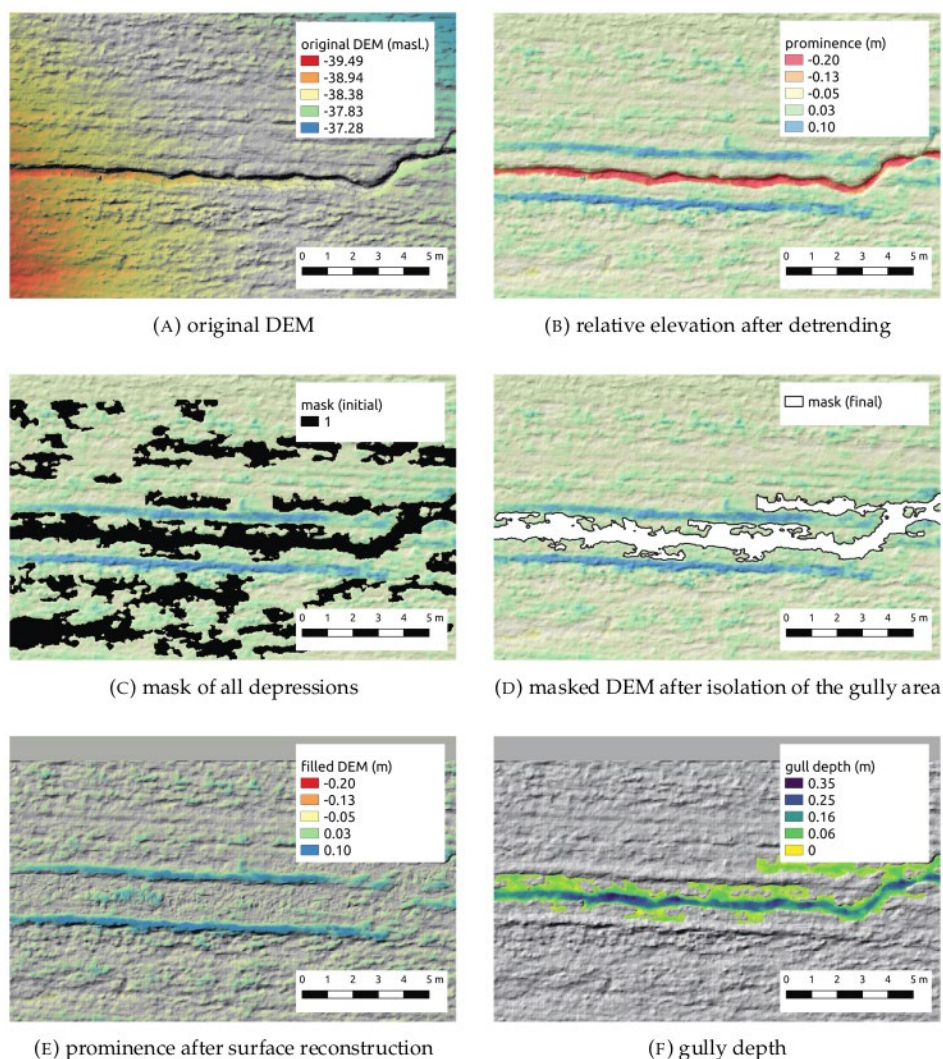 original DEM (masl.)
-39.49
-38.94
-38.38
-37.83
-37.28
0 1 2 3 4 5 m
(A) original DEM
prominence (m)
-0.20
-0.13
-0.05
0.03
0.10
0 1 2 3 4 5 m
(B) relative elevation after detrending
mask (initial)
1
0 1 2 3 4 5 m
(C) mask of all depressions
mask (final)
0 1 2 3 4 5 m
(D) masked DEM after isolation of the gully area
filled DEM (m)
-0.20
-0.13
-0.05
0.03
0.10
0 1 2 3 4 5 m
(E) prominence after surface reconstruction
gull depth (m)
0.35
0.25
0.16
0.06
0
0 1 2 3 4 5 m
(F) gully depth